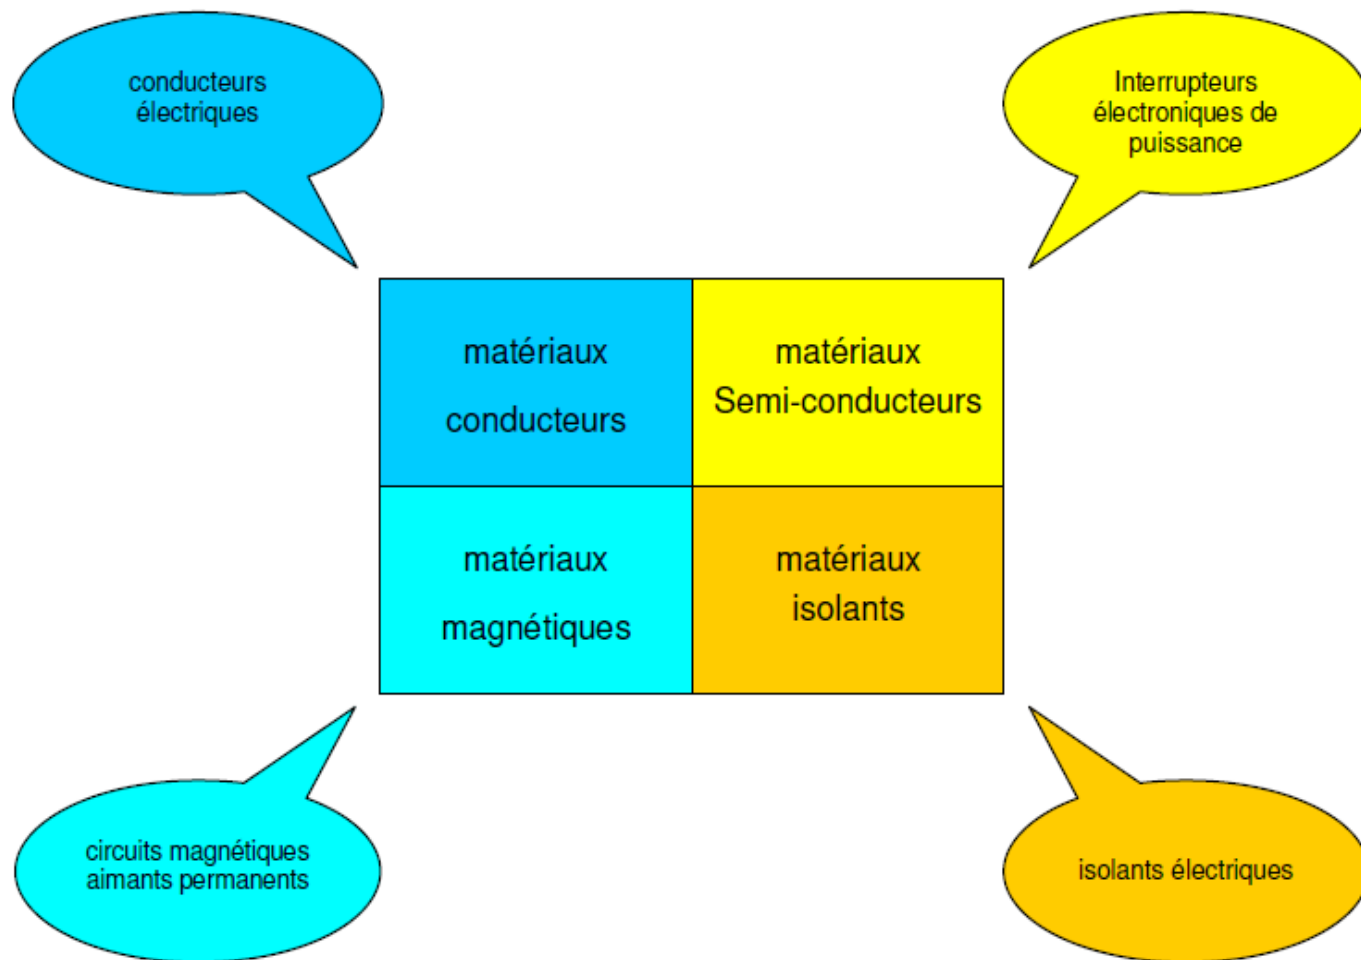 conducteurs
électriques
Interrupteurs
électroniques de
puissance
matériaux
conducteurs
matériaux
Semi-conducteurs
matériaux
magnétiques
matériaux
isolants
circuits magnétiques
aimants permanents
isolants électriques